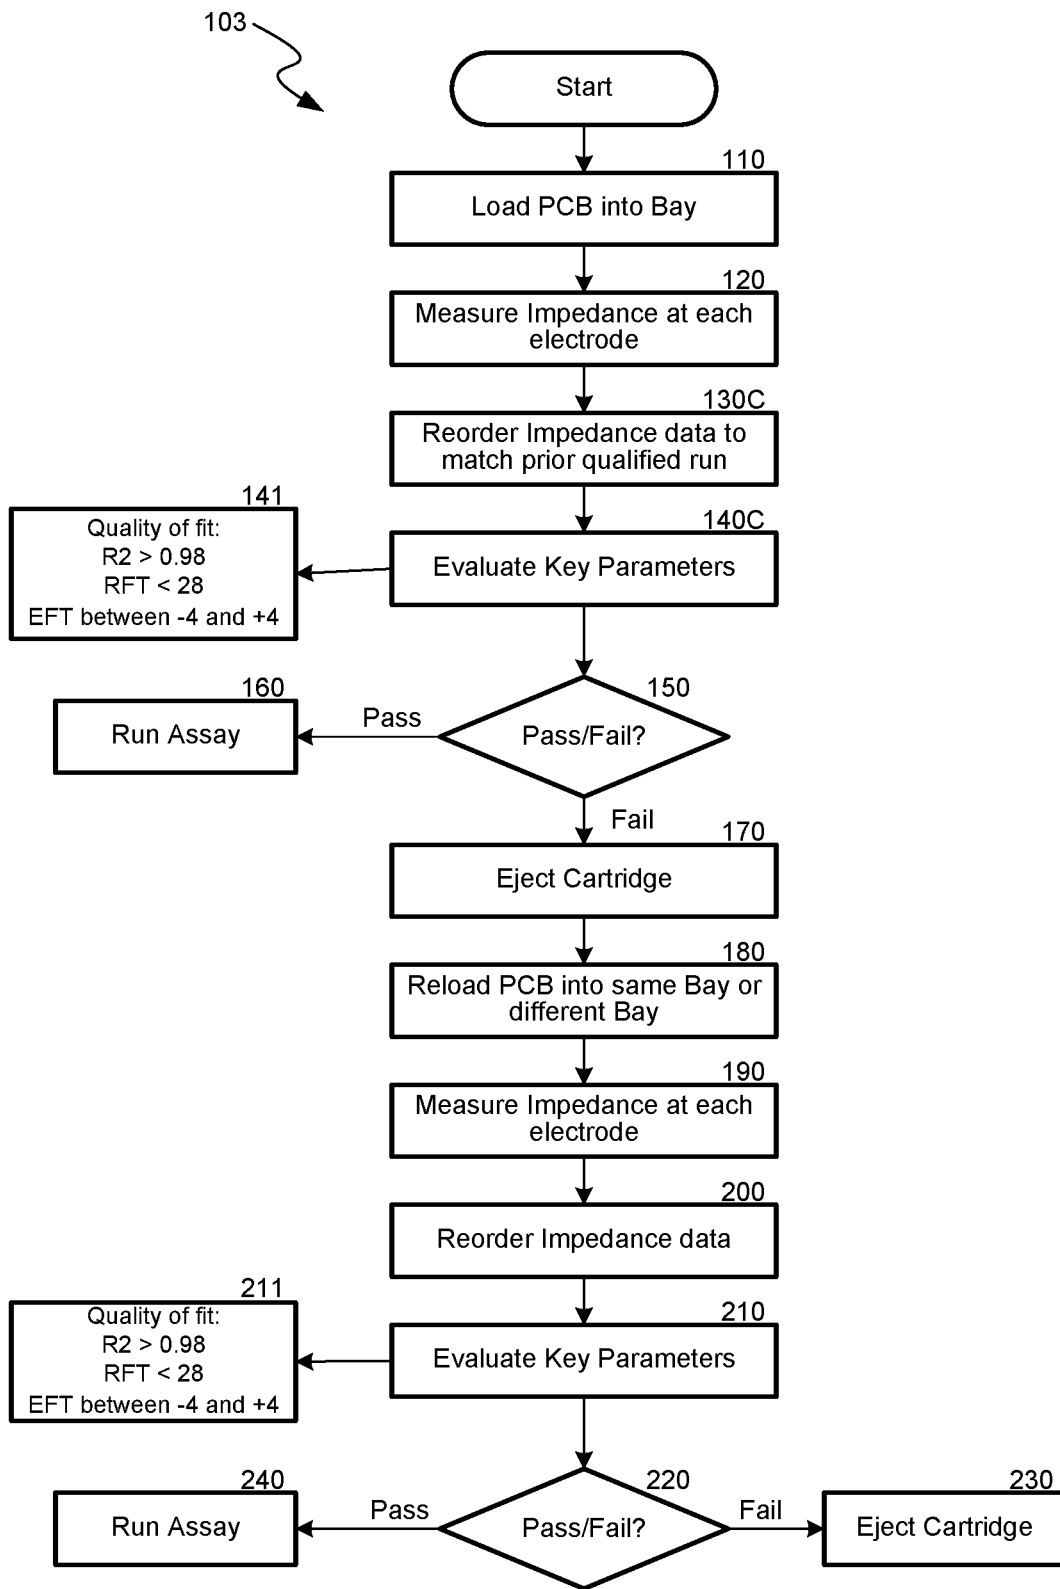 103
Start
110
Load PCB into Bay
120
Measure Impedance at each
electrode
130C
Reorder Impedance data to
match prior qualified run
141
Quality of fit:
R2 > 0.98
RFT < 28
EFT between -4 and +4
140C
Evaluate Key Parameters
160
Run Assay
Pass
150
Pass/Fail?
Fail
170
Eject Cartridge
180
Reload PCB into same Bay or
different Bay
190
Measure Impedance at each
electrode
200
Reorder Impedance data
211
Quality of fit:
R2 > 0.98
RFT < 28
EFT between -4 and +4
210
Evaluate Key Parameters
240
Run Assay
Pass
220
Pass/Fail?
Fail
230
Eject Cartridge